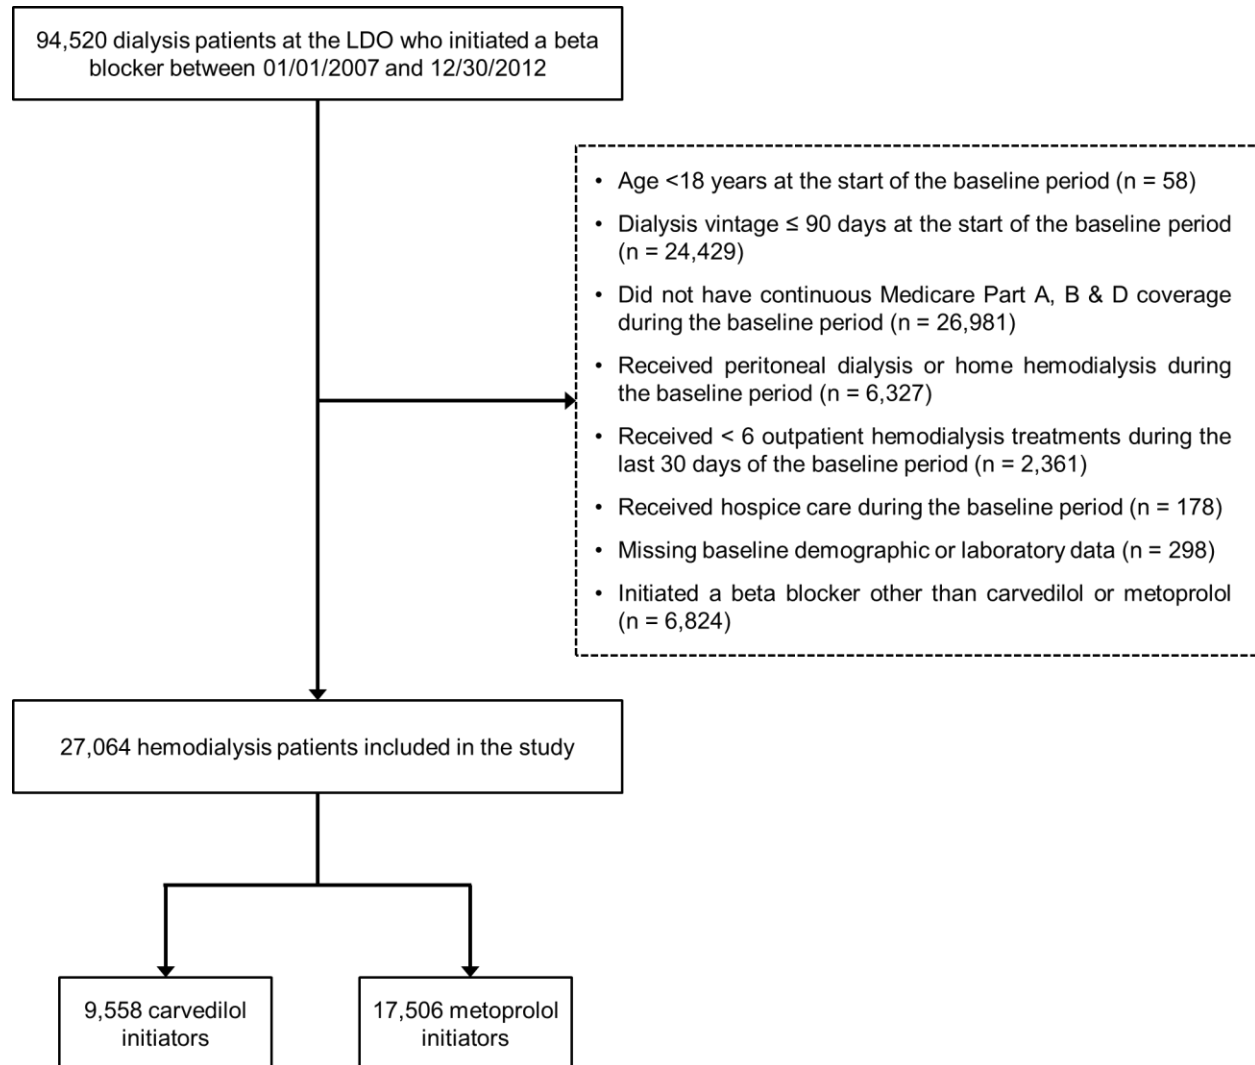 94,520 dialysis patients at the LDO who initiated a beta
blocker between 01/01/2007 and 12/30/2012
• Age <18 years at the start of the baseline period (n = 58)
• Dialysis vintage ≤ 90 days at the start of the baseline period
(n = 24,429)
• Did not have continuous Medicare Part A, B & D coverage
during the baseline period (n = 26,981)
• Received peritoneal dialysis or home hemodialysis during
the baseline period (n = 6,327)
• Received < 6 outpatient hemodialysis treatments during the
last 30 days of the baseline period (n = 2,361)
• Received hospice care during the baseline period (n = 178)
• Missing baseline demographic or laboratory data (n = 298)
• Initiated a beta blocker other than carvedilol or metoprolol
(n = 6,824)
27,064 hemodialysis patients included in the study
9,558 carvedilol
initiators
17,506 metoprolol
initiators